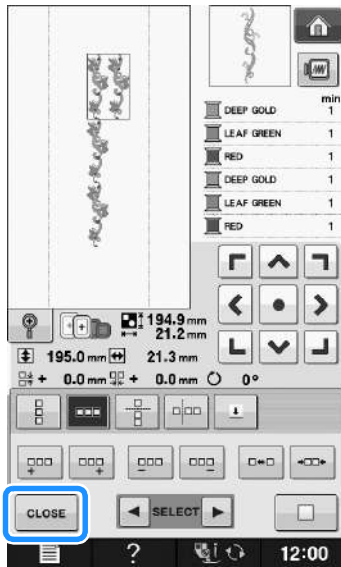 min
DEEP GOLD 1
LEAF GREEN 1
RED 1
DEEP GOLD 1
LEAF GREEN 1
RED 1
194.9 mm
21.2 mm
195.0 mm 21.3 mm
+ 0.0 mm + 0.0 mm 0°
CLOSE
SELECT
? 12:00